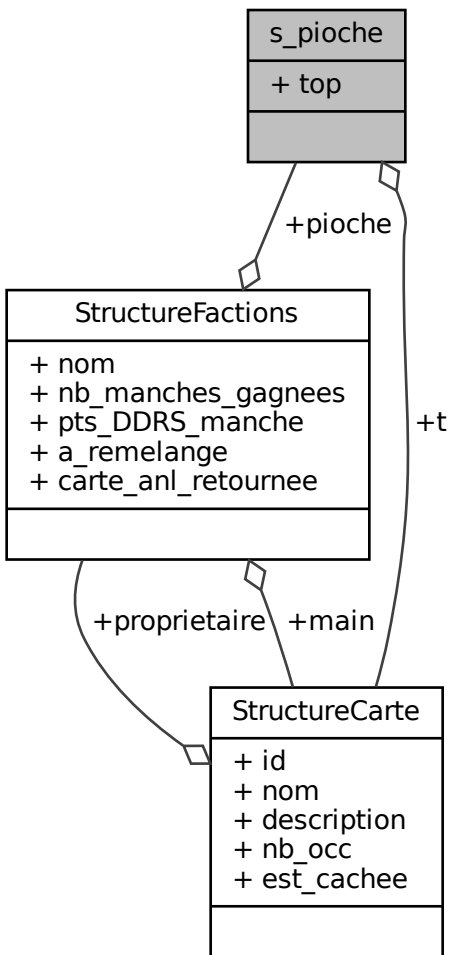 s_pioche
+ top
+pioche
StructureFactions
+ nom
+ nb_manches_gagnees
+ pts_DDRS_manche
+ a_remelange
+ carte_anl_retournee
+t
+proprietaire
+main
StructureCarte
+ id
+ nom
+ description
+ nb_occ
+ est_cachee